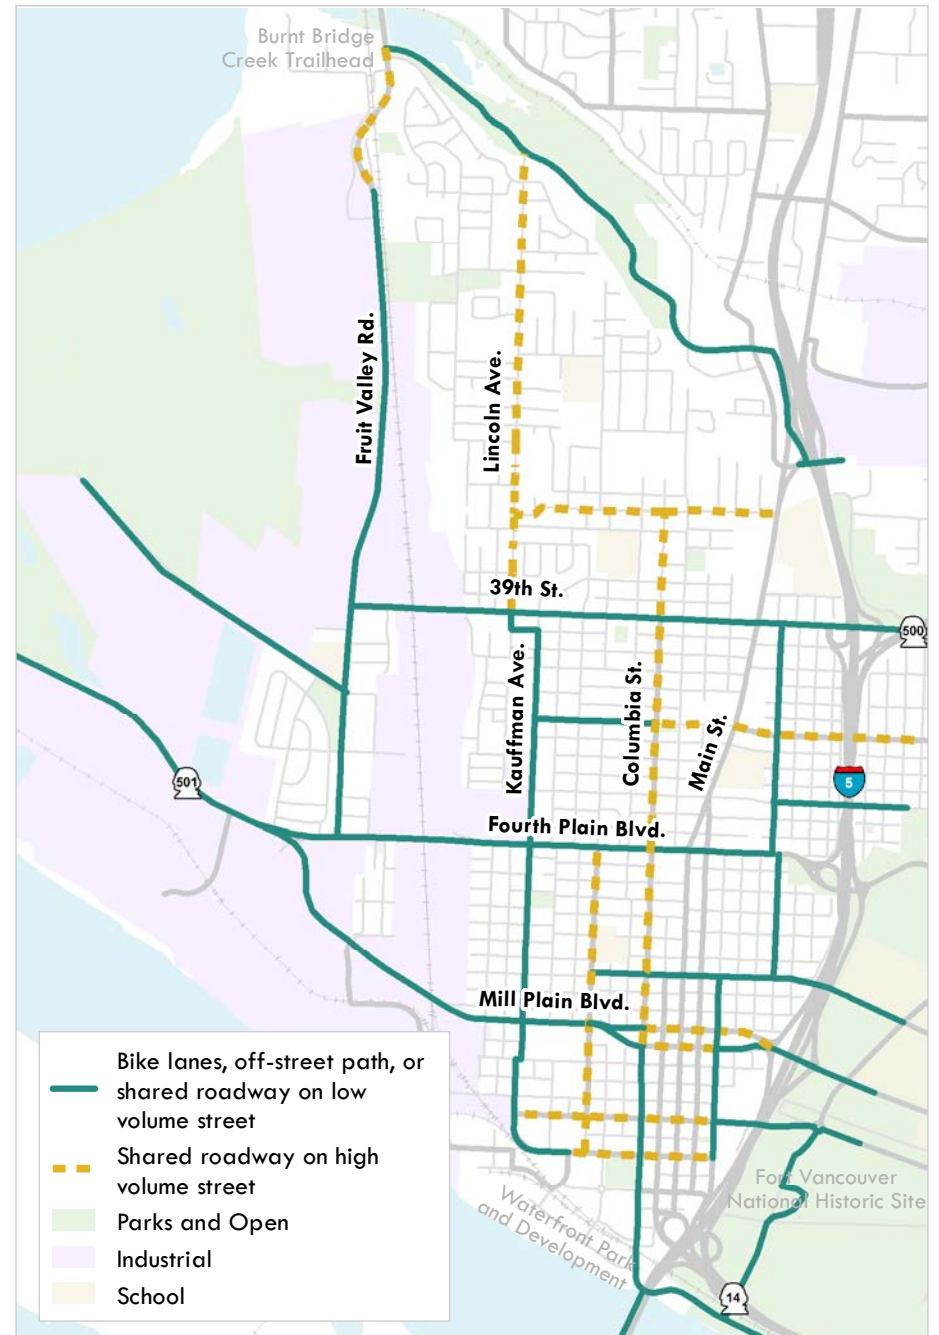 Burnt Bridge
Creek Trailhead
Fruit Valley Rd.
Lincoln Ave.
39th St.
500
Kauffman Ave.
Columbia St.
Main St.
501
5
Fourth Plain Blvd.
Mill Plain Blvd.
Bike lanes, off-street path, or
shared roadway on low
volume street
Shared roadway on high
volume street
Parks and Open
Industrial
School
Fort Vancouver
National Historic Site
Waterfront Park
and Development
14